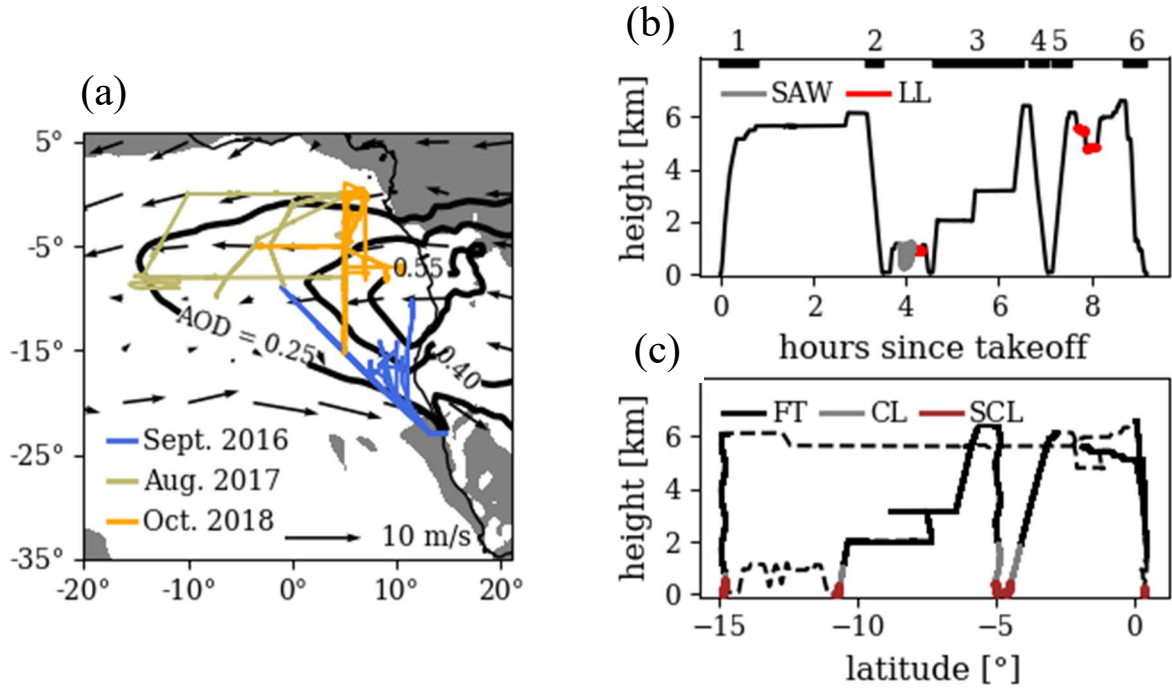 (a)
5°
-5°
-15°
-25°
-35°
-20°
-10°
0°
10°
20°
0.55
AOD = 0.25
0.40
Sept. 2016
Aug. 2017
Oct. 2018
10 m/s
(b)
1 2 3 4 5 6
SAW LL
height [km]
6
4
2
0
0 2 4 6 8
hours since takeoff
(c)
FT CL SCL
height [km]
6
4
2
0
−15 −10 −5 0
latitude [°]